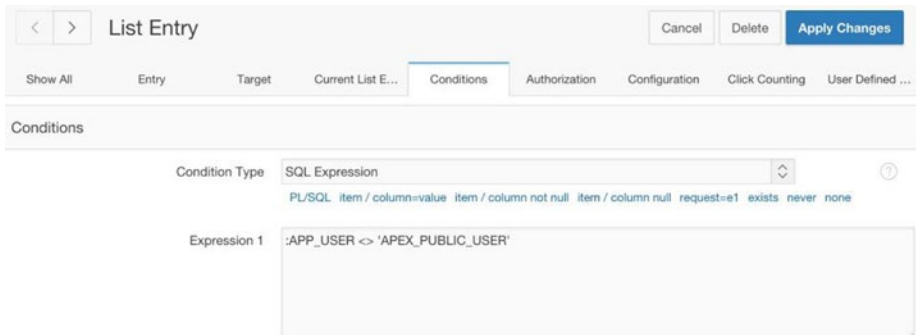 < > List Entry Cancel Delete Apply Changes
Show All Entry Target Current List E... Conditions Authorization Configuration Click Counting User Defined ...
Conditions
Condition Type SQL Expression ?
PL/SQL item / column=value item / column not null item / column null request=e1 exists never none
Expression 1 :APP_USER <> 'APEX_PUBLIC_USER'